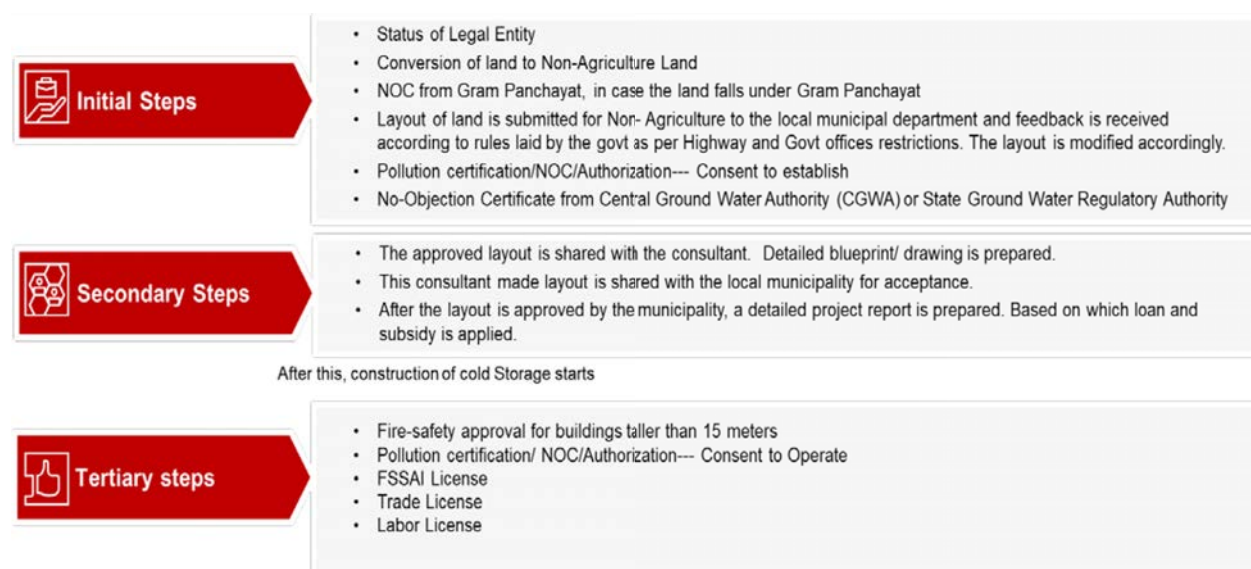 Initial Steps
• Status of Legal Entity
• Conversion of land to Non-Agriculture Land
• NOC from Gram Panchayat, in case the land falls under Gram Panchayat
• Layout of land is submitted for Non- Agriculture to the local municipal department and feedback is received
according to rules laid by the govt as per Highway and Govt offices restrictions. The layout is modified accordingly.
• Pollution certification/NOC/Authorization--- Consent to establish
• No-Objection Certificate from Central Ground Water Authority (CGWA) or State Ground Water Regulatory Authority
Secondary Steps
• The approved layout is shared with the consultant. Detailed blueprint/ drawing is prepared.
• This consultant made layout is shared with the local municipality for acceptance.
• After the layout is approved by the municipality, a detailed project report is prepared. Based on which loan and
subsidy is applied.
After this, construction of cold Storage starts
Tertiary steps
• Fire-safety approval for buildings taller than 15 meters
• Pollution certification/ NOC/Authorization--- Consent to Operate
• FSSAI License
• Trade License
• Labor License